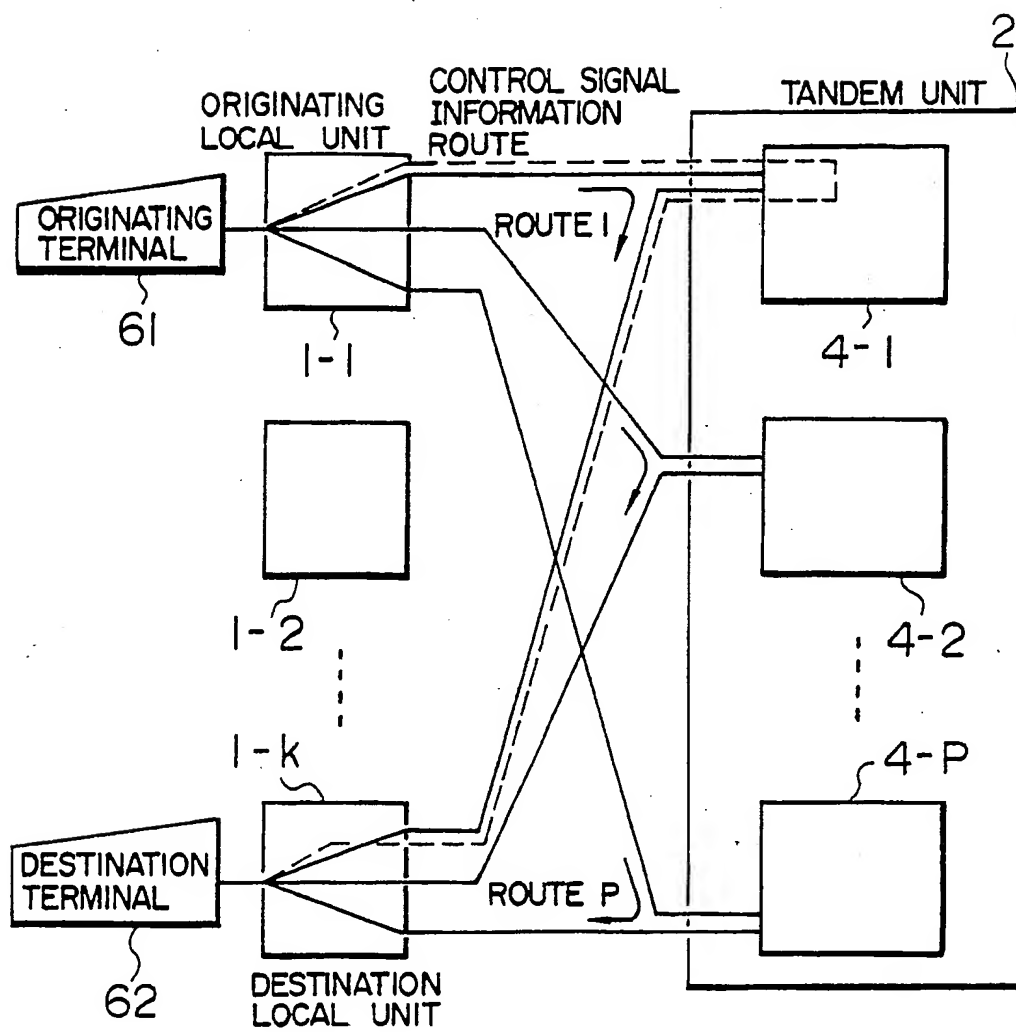 2
ORIGINATING
LOCAL UNIT
CONTROL SIGNAL
INFORMATION
ROUTE
TANDEM UNIT
ORIGINATING
TERMINAL
ROUTE 1
61
1-1
4-1
1-2
4-2
1-k
4-P
DESTINATION
TERMINAL
ROUTE P
62
DESTINATION
LOCAL UNIT